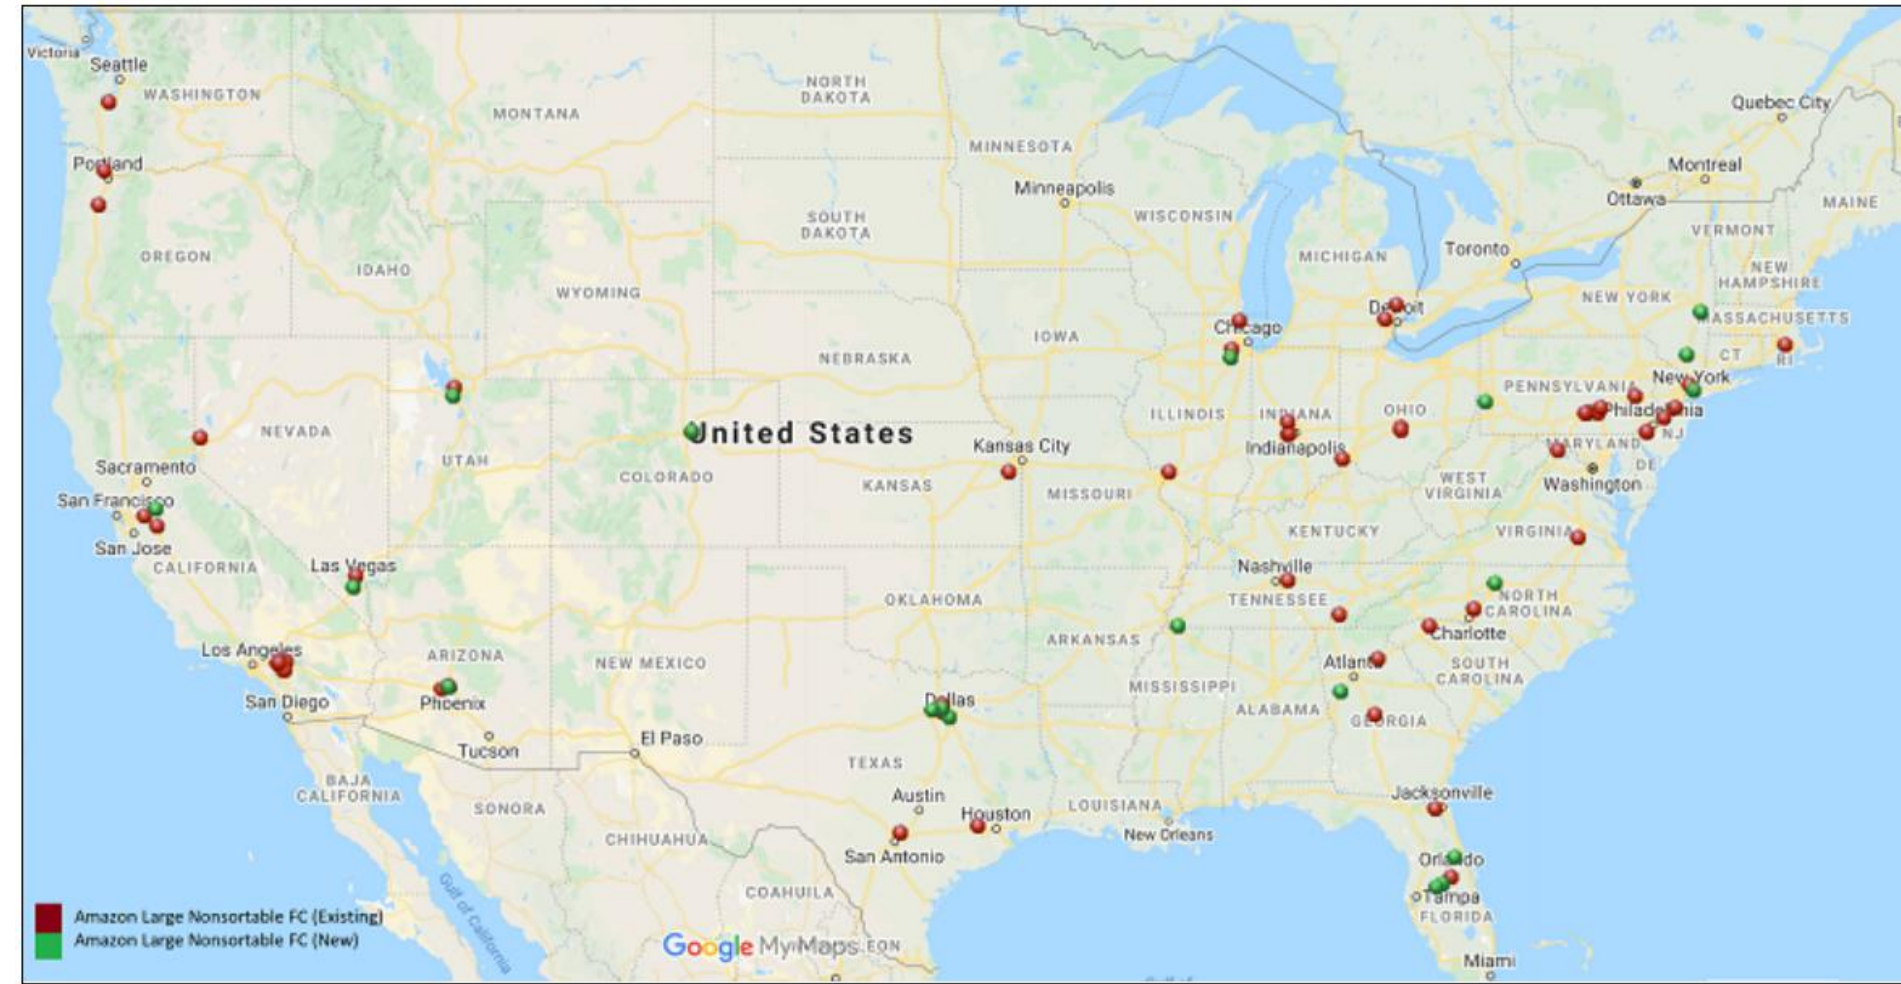 Victoria
Seattle
WASHINGTON
MONTANA
NORTH
DAKOTA
MINNESOTA
Quebec City
Portland
Minneapolis
Montreal
Ottawa
MAINE
SOUTH
DAKOTA
WISCONSIN
VERMONT
OREGON
IDAHO
MICHIGAN
Toronto
NEW
HAMPSHIRE
WYOMING
NEW YORK
Detroit
MASSACHUSETTS
Chicago
IOWA
NEBRASKA
CT
RI
New York
PENNSYLVANIA
ILLINOIS
INDIANA
OHIO
Philadelphia
NEVADA
United States
Kansas City
Indianapolis
MARYLAND
NJ
UTAH
Sacramento
COLORADO
KANSAS
MISSOURI
WEST
VIRGINIA
DE
Washington
San Francisco
San Jose
KENTUCKY
VIRGINIA
CALIFORNIA
Las Vegas
Nashville
OKLAHOMA
TENNESSEE
NORTH
CAROLINA
ARKANSAS
Charlotte
Los Angeles
ARIZONA
NEW MEXICO
Atlanta
SOUTH
CAROLINA
San Diego
Phoenix
Dallas
MISSISSIPPI
ALABAMA
GEORGIA
Tucson
El Paso
TEXAS
BAJA
CALIFORNIA
SONORA
Austin
Houston
LOUISIANA
Jacksonville
New Orleans
CHIHUAHUA
San Antonio
Orlando
COAHUILA
Tampa
FLORIDA
Gulf of California
Amazon Large Nonsortable FC (Existing)
Amazon Large Nonsortable FC (New)
Google My Maps
EON
Miami